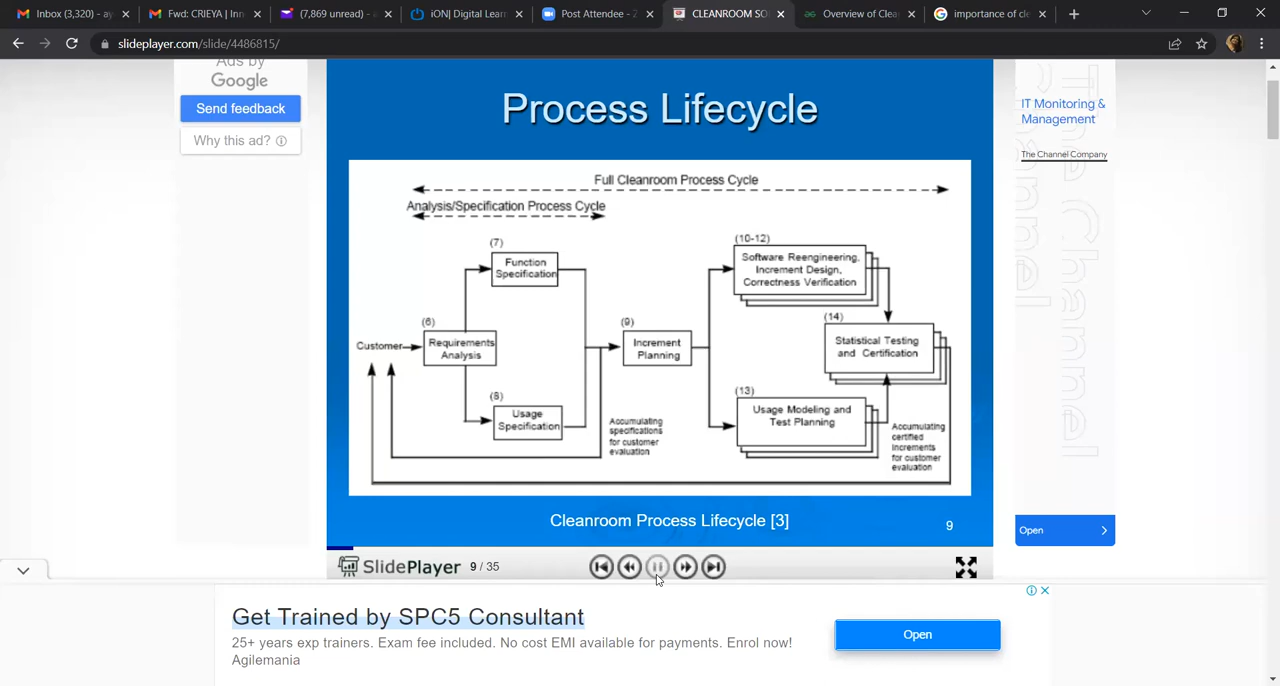 Inbox (3,320) - ay
Fwd: CRIEYA | Inn
(7,869 unread) - a
iON| Digital Lear
Post Attendee - Z
CLEANROOM SO
Overview of Clea
importance of cle
slideplayer.com/slide/4486815/
Ads by
Google
Send feedback
Why this ad?
Process Lifecycle
Full Cleanroom Process Cycle
Analysis/Specification Process Cycle
(7)
Function
Specification
(10-12)
Software Reengineering,
Increment Design,
Correctness Verification
(6)
Customer
Requirements
Analysis
(9)
Increment
Planning
(14)
Statistical Testing
and Certification
(8)
Usage
Specification
(13)
Usage Modeling and
Test Planning
Accumulating
specifications
for customer
evaluation
Accumulating
certified
increments
for customer
evaluation
Cleanroom Process Lifecycle [3]
9
IT Monitoring &
Management
The Channel Company
The Channel
Channel
Open
SlidePlayer
9 / 35
Get Trained by SPC5 Consultant
25+ years exp trainers. Exam fee included. No cost EMI available for payments. Enrol now!
Agilemania
Open